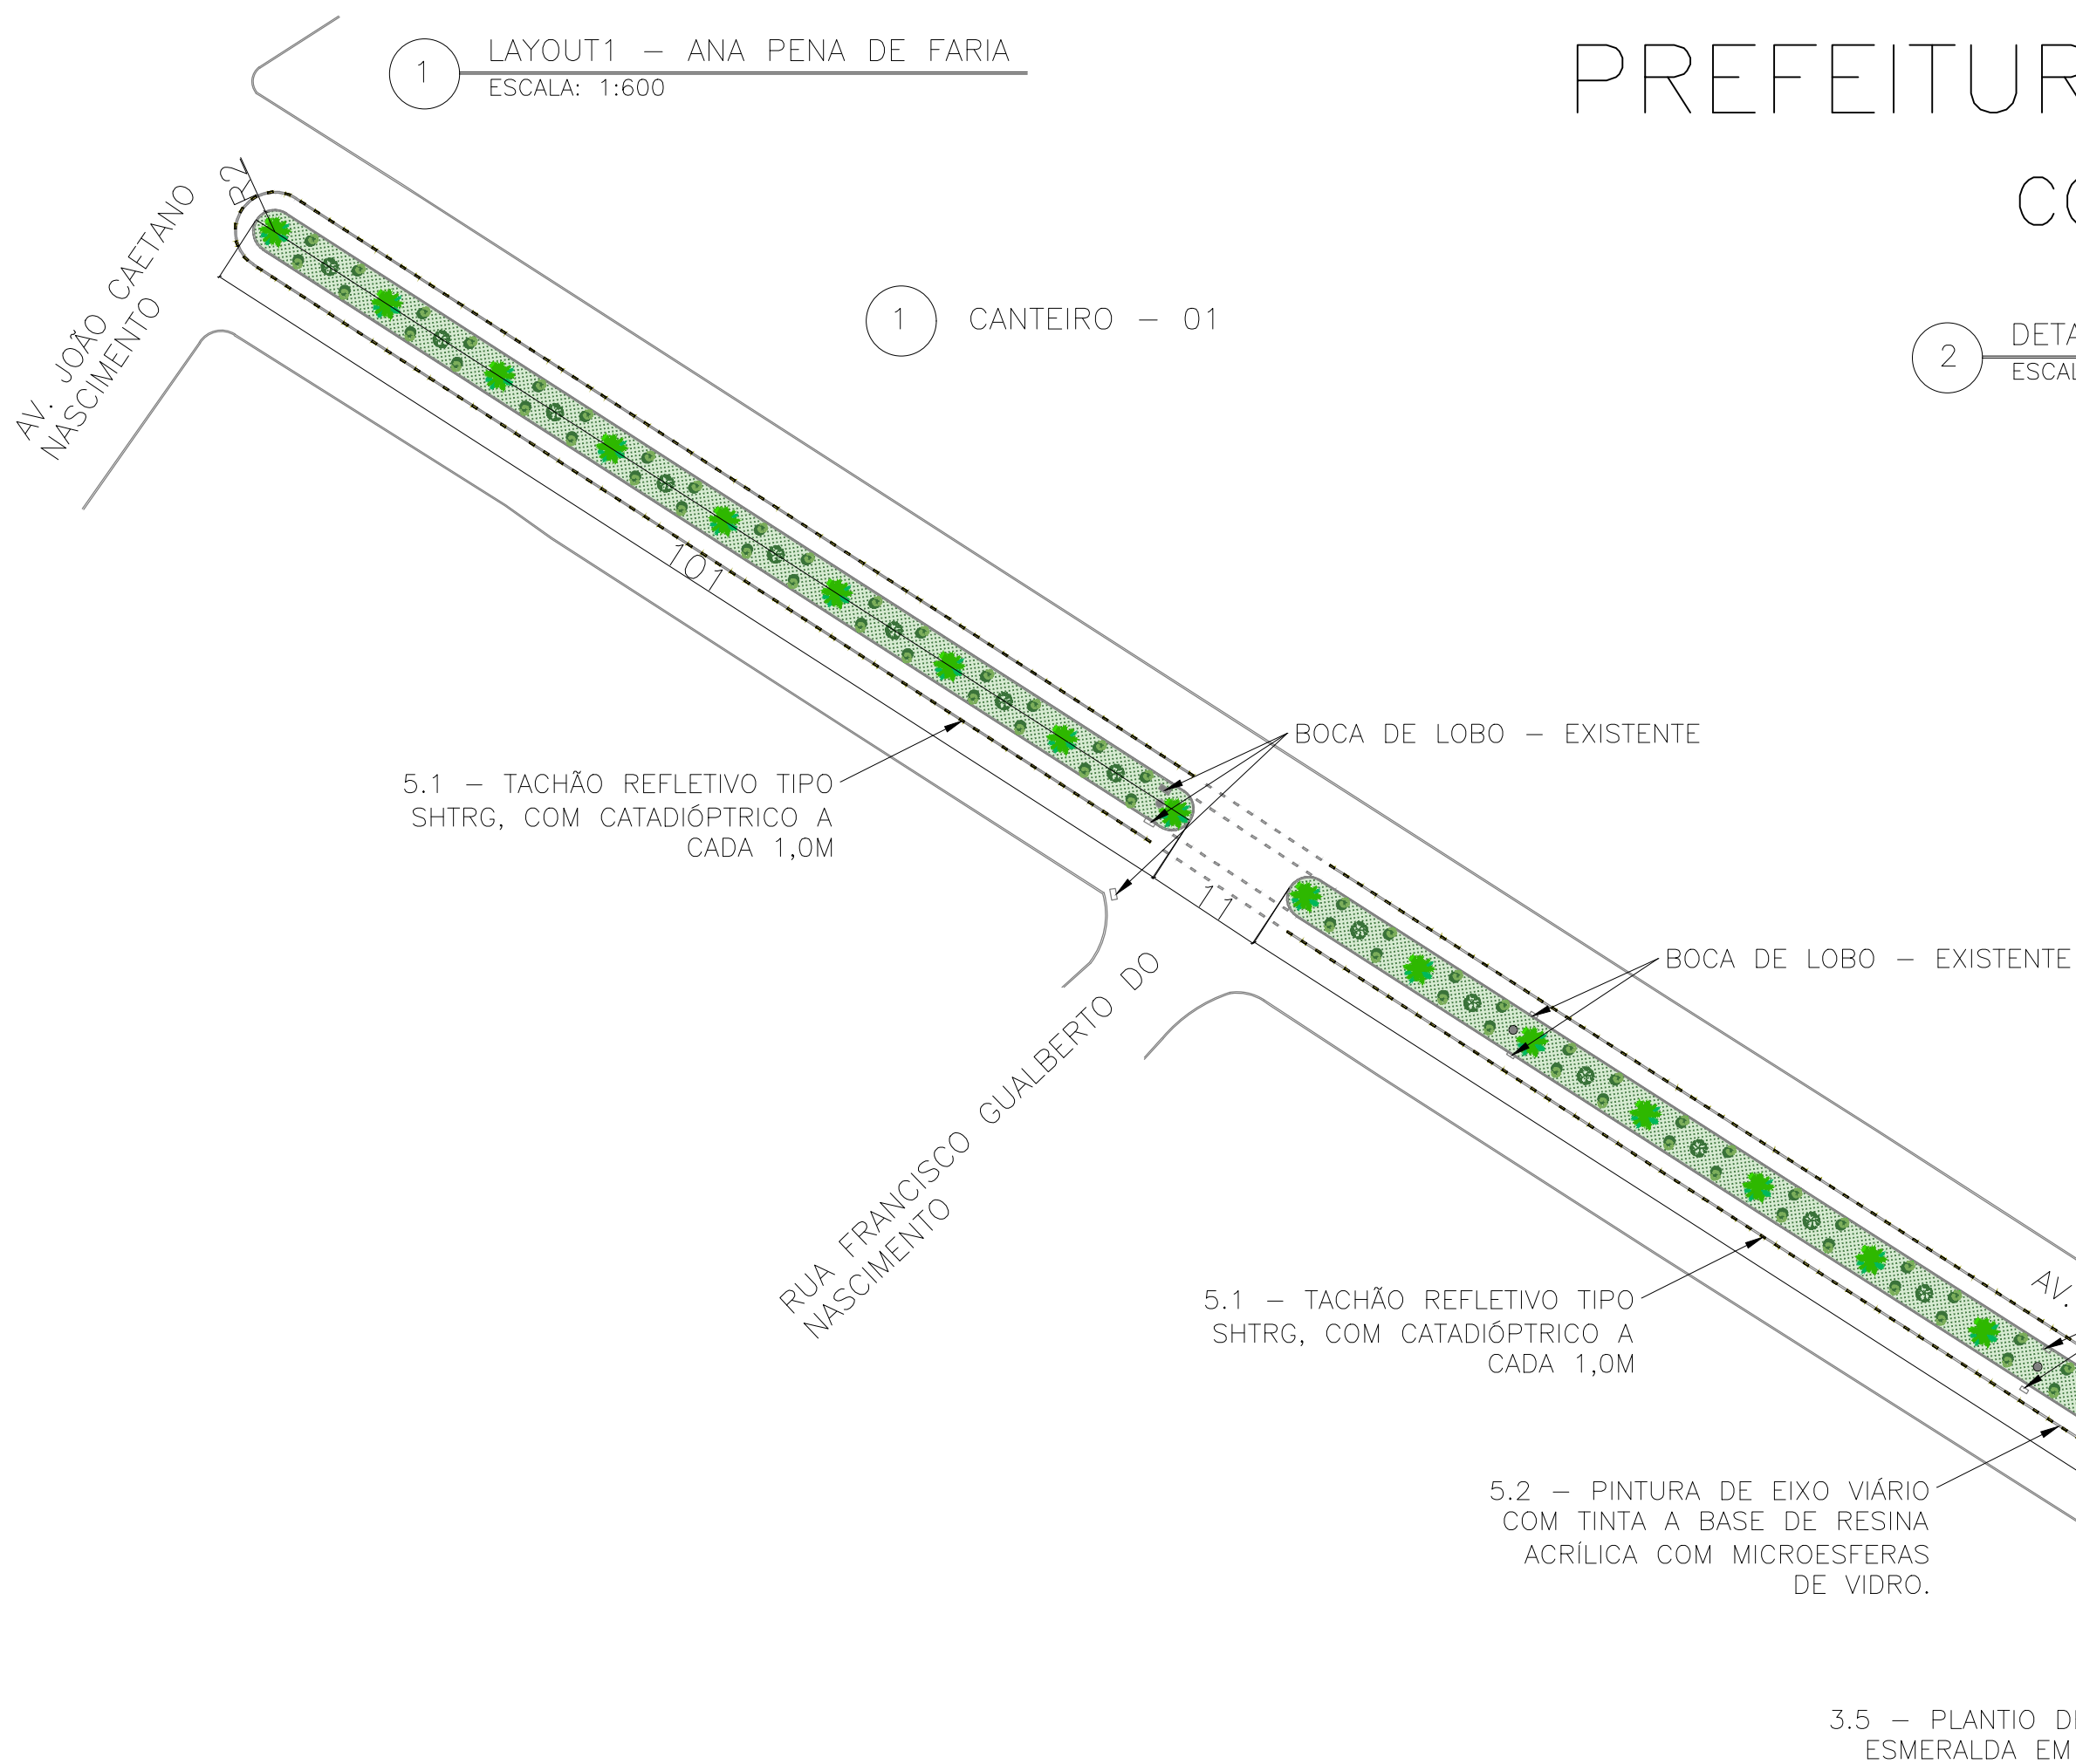 1
LAYOUT1 – ANA PENA DE FARIA
ESCALA: 1:600
PREFEITUR
CO
R2
AV. JOÃO CAETANO
NASCIMENTO
1
CANTEIRO – 01
2
DETA
ESCAL
101
BOCA DE LOBO – EXISTENTE
5.1 – TACHÃO REFLETIVO TIPO
SHTRG, COM CATADIÓPTRICO A
CADA 1,0M
11
BOCA DE LOBO – EXISTENTE
RUA FRANCISCO GUALBERTO DO
NASCIMENTO
AV.
5.1 – TACHÃO REFLETIVO TIPO
SHTRG, COM CATADIÓPTRICO A
CADA 1,0M
5.2 – PINTURA DE EIXO VIÁRIO
COM TINTA A BASE DE RESINA
ACRÍLICA COM MICROESFERAS
DE VIDRO.
3.5 – PLANTIO D
ESMERALDA EM